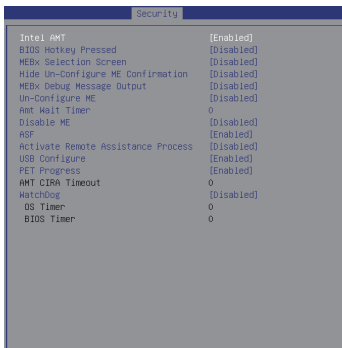 Security
Intel AMT [Enabled]
BIOS Hotkey Pressed [Disabled]
MEBx Selection Screen [Disabled]
Hide Un-Configure ME Confirmation [Disabled]
MEBx Debug Message Output [Disabled]
Un-Configure ME [Disabled]
Amt Wait Timer 0
Disable ME [Disabled]
ASF [Enabled]
Activate Remote Assistance Process [Disabled]
USB Configure [Enabled]
PET Progress [Enabled]
AMT CIRA Timeout 0
WatchDog [Disabled]
OS Timer 0
BIOS Timer 0